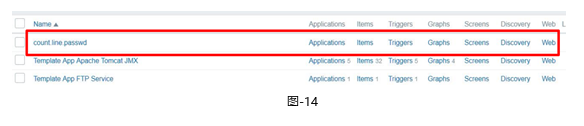 Name ▲ Applications Items Triggers Graphs Screens Discovery Web
count line passwd Applications Items Triggers Graphs Screens Discovery Web
Template App Apache Tomcat JMX Applications 5 Items 32 Triggers 5 Graphs 4 Screens Discovery Web
Template App FTP Service Applications 1 Items 1 Triggers 1 Graphs Screens Discovery Web
图-14